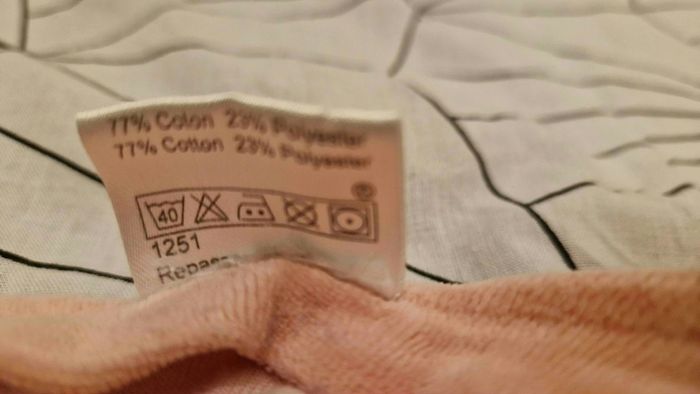 77% Coton 23% Polyester
77% Cotton 23% Polyester
40
®
1251